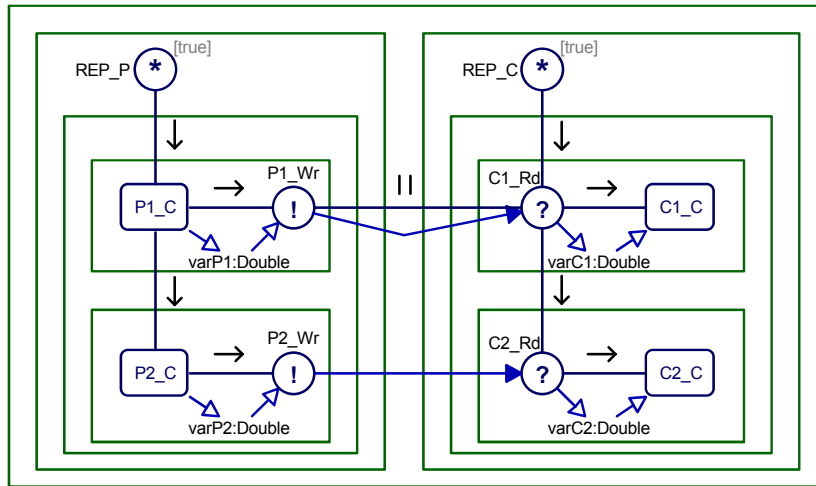 [true] [true]
REP_P * REP_C *
P1_Wr || C1_Rd
P1_C ! ? C1_C
varP1:Double varC1:Double
P2_Wr C2_Rd
P2_C ! ? C2_C
varP2:Double varC2:Double